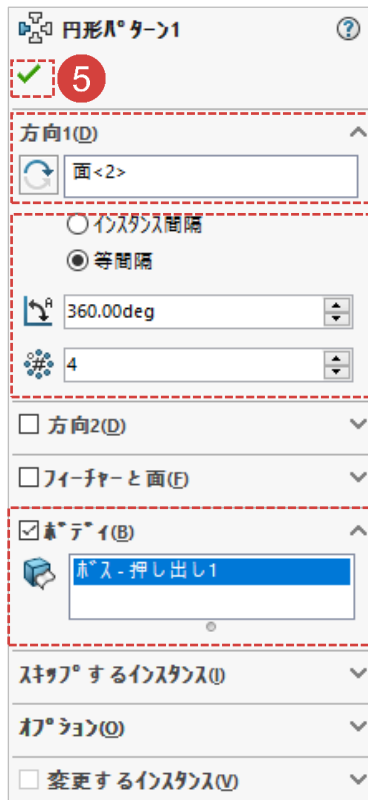 円形ﾊﾟﾀｰﾝ1
5
方向1(D)
面<2>
ｲﾝｽﾀﾝｽ間隔
等間隔
360.00deg
4
方向2(D)
ﾌｨｰﾁｬｰと面(F)
ﾎﾞﾃﾞｨ(B)
ﾎﾞｽ - 押し出し1
ｽｷｯﾌﾟするｲﾝｽﾀﾝｽ(I)
ｵﾌﾟｼｮﾝ(O)
変更するｲﾝｽﾀﾝｽ(V)